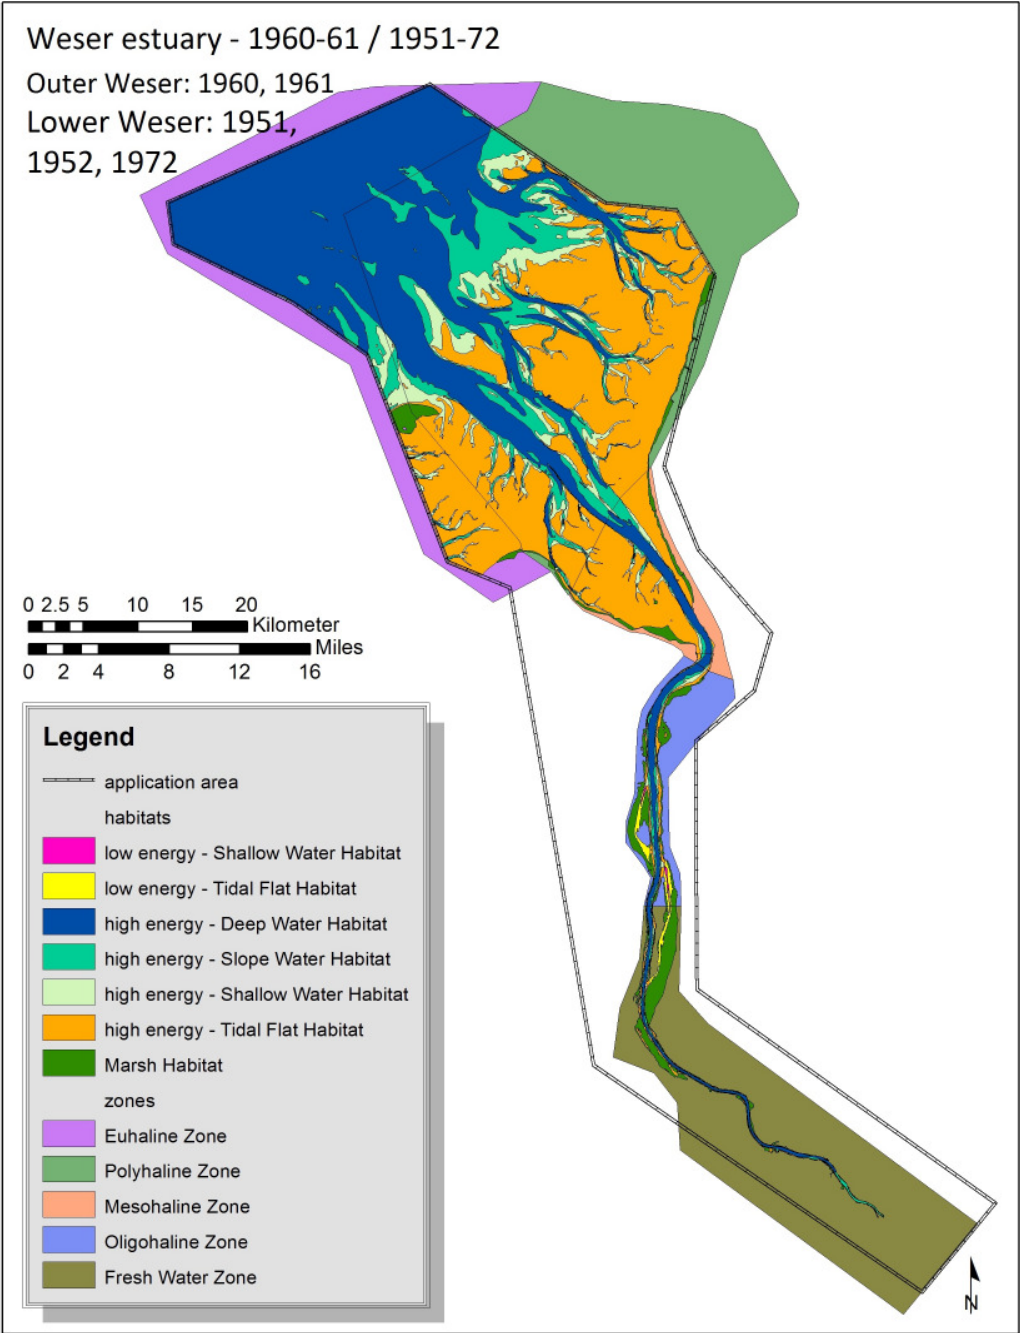 Weser estuary - 1960-61 / 1951-72
Outer Weser: 1960, 1961
Lower Weser: 1951,
1952, 1972
0 2.5 5 10 15 20
Kilometer
Miles
0 2 4 8 12 16
Legend
application area
habitats
low energy - Shallow Water Habitat
low energy - Tidal Flat Habitat
high energy - Deep Water Habitat
high energy - Slope Water Habitat
high energy - Shallow Water Habitat
high energy - Tidal Flat Habitat
Marsh Habitat
zones
Euhaline Zone
Polyhaline Zone
Mesohaline Zone
Oligohaline Zone
Fresh Water Zone
N